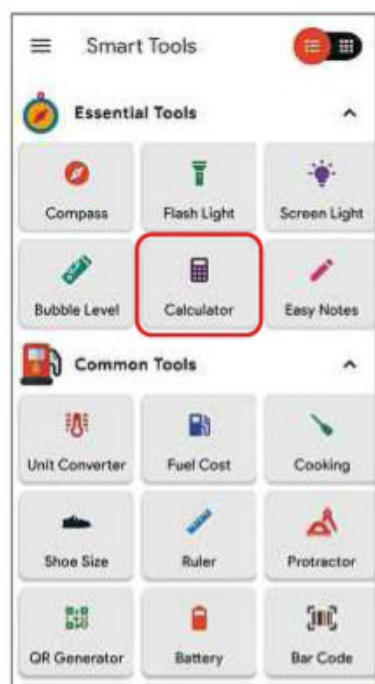 Smart Tools
Essential Tools
Compass Flash Light Screen Light
Bubble Level Calculator Easy Notes
Common Tools
Unit Converter Fuel Cost Cooking
Shoe Size Ruler Protractor
QR Generator Battery Bar Code